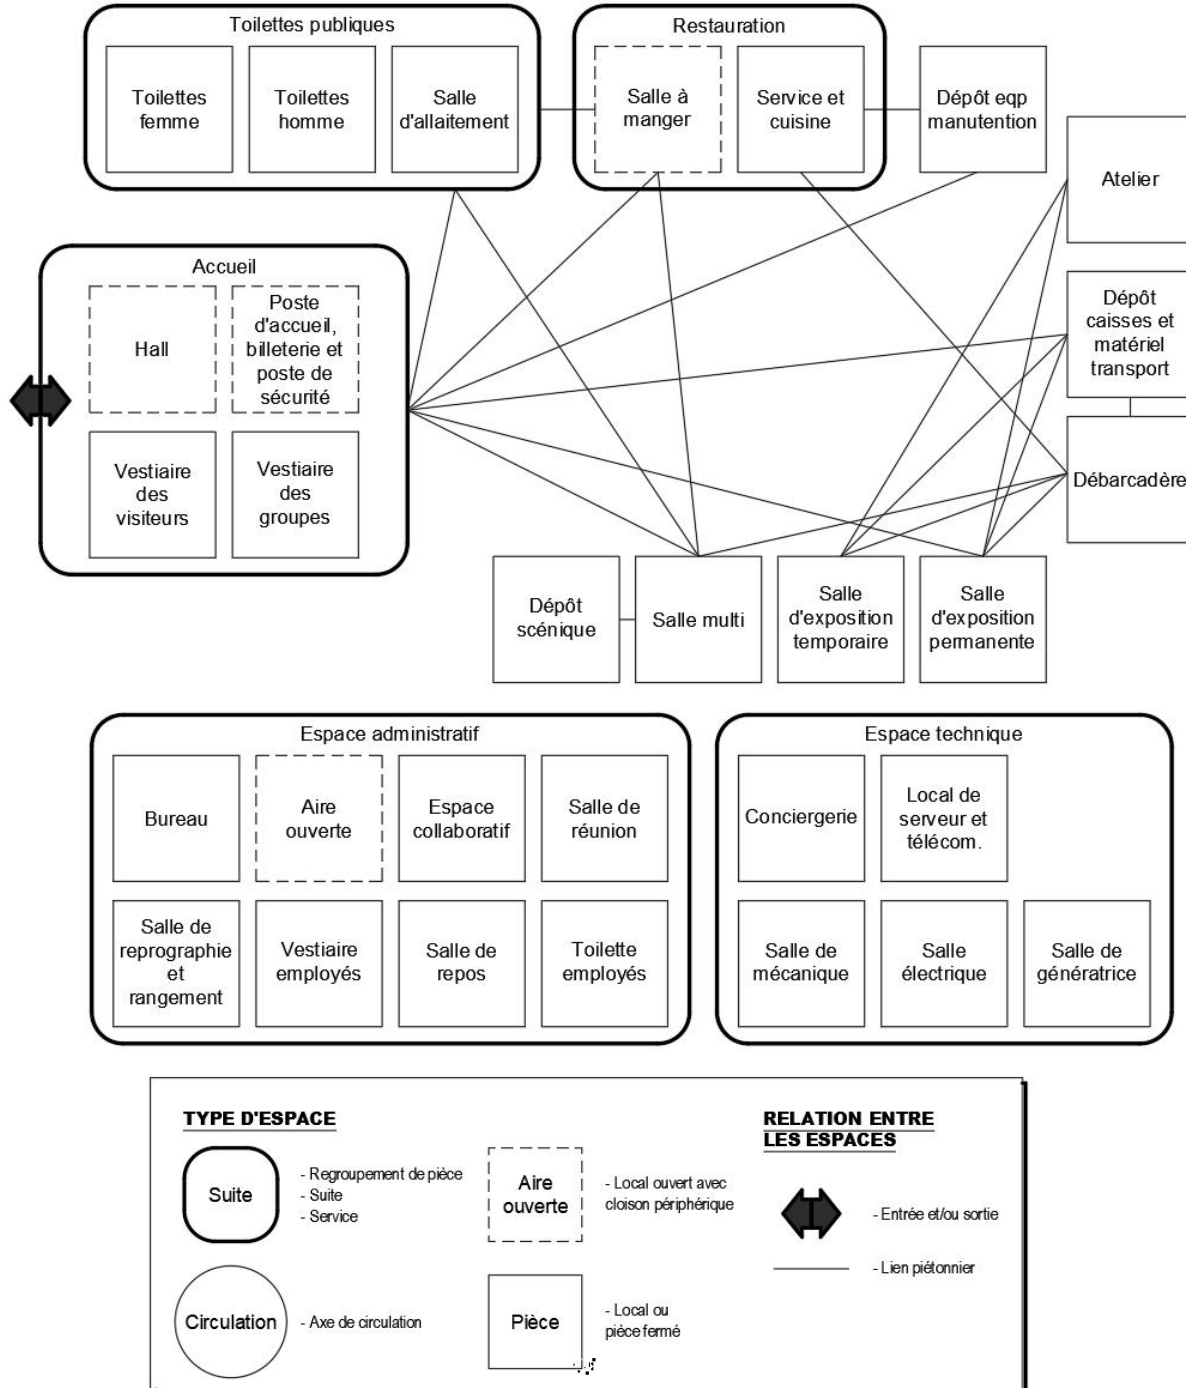 Toilettes publiques
Toilettes
femme
Toilettes
homme
Salle
d'allaitement
Restauration
Salle à
manger
Service et
cuisine
Dépôt eqp
manutention
Atelier
Accueil
Hall
Poste
d'accueil,
billeterie et
poste de
sécurité
Vestiaire
des
visiteurs
Vestiaire
des
groupes
Dépôt
caisses et
matériel
transport
Débarcadère
Dépôt
scénique
Salle multi
Salle
d'exposition
temporaire
Salle
d'exposition
permanente
Espace administratif
Bureau
Aire
ouverte
Espace
collaboratif
Salle de
réunion
Salle de
reprographie
et
rangement
Vestiaire
employés
Salle de
repos
Toilette
employés
Espace technique
Conciergerie
Local de
serveur et
télécom.
Salle de
mécanique
Salle
électrique
Salle de
génératrice
TYPE D'ESPACE
Suite
- Regroupement de pièce
- Suite
- Service
Aire
ouverte
- Local ouvert avec
cloison périphérique
Circulation
- Axe de circulation
Pièce
- Local ou
pièce fermé
RELATION ENTRE
LES ESPACES
- Entrée et/ou sortie
- Lien piétonnier